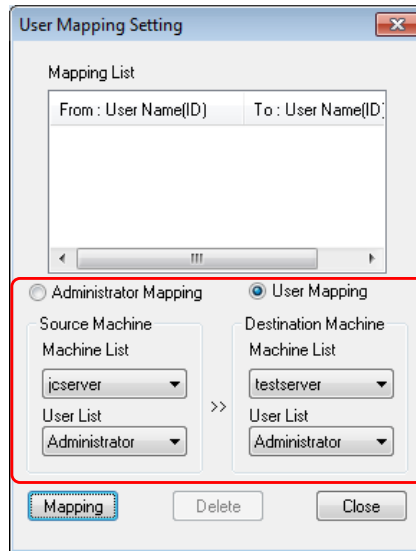 User Mapping Setting
Mapping List
From : User Name(ID) To : User Name(ID)
Administrator Mapping User Mapping
Source Machine Destination Machine
Machine List Machine List
jcserver testserver
>>
User List User List
Administrator Administrator
Mapping Delete Close